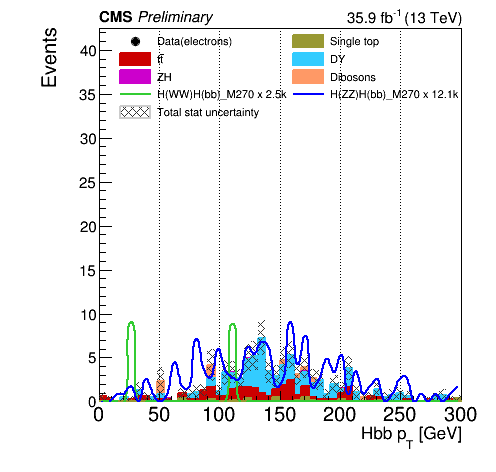 CMS Preliminary 35.9 fb⁻¹ (13 TeV)
Events
Data(electrons) Single top
tt̄ DY
ZH Dibosons
H(WW)H(bb)_M270 x 2.5k H(ZZ)H(bb)_M270 x 12.1k
Total stat uncertainty
40
35
30
25
20
15
10
5
0
0 50 100 150 200 250 300
Hbb p_T [GeV]